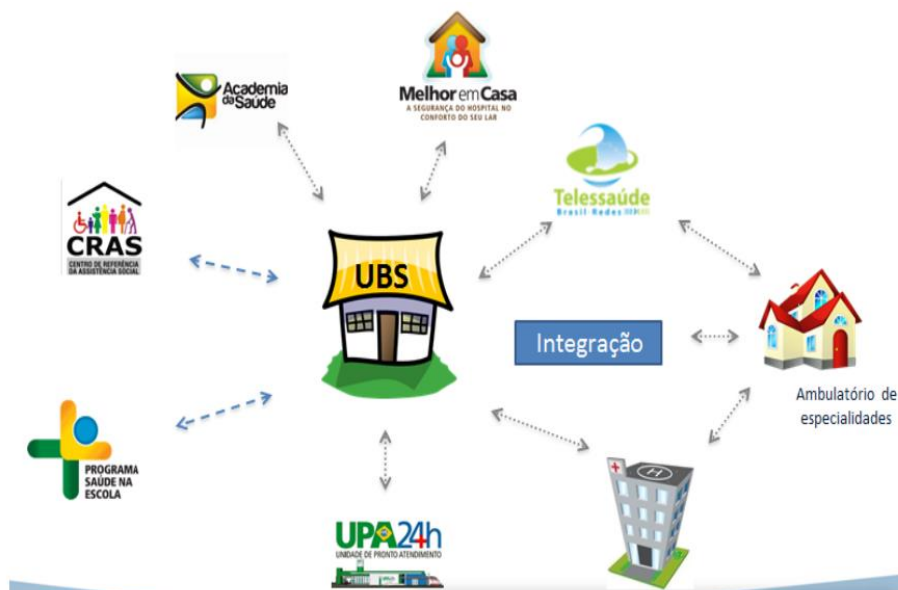 Academia
da Saúde
Melhor em Casa
A SEGURANÇA DO HOSPITAL NO
CONFORTO DO SEU LAR
Telessaúde
Brasil Redes
CRAS
CENTRO DE REFERÊNCIA
DA ASSISTÊNCIA SOCIAL
UBS
Integração
Ambulatório de
especialidades
PROGRAMA
SAÚDE NA
ESCOLA
H
UPA24h
UNIDADE DE PRONTO ATENDIMENTO